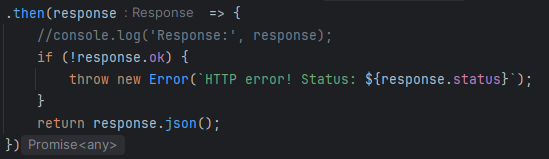 .then(response : Response => {
    //console.log('Response:', response);
    if (!response.ok) {
        throw new Error(`HTTP error! Status: ${response.status}`);
    }
    return response.json();
}) Promise<any>